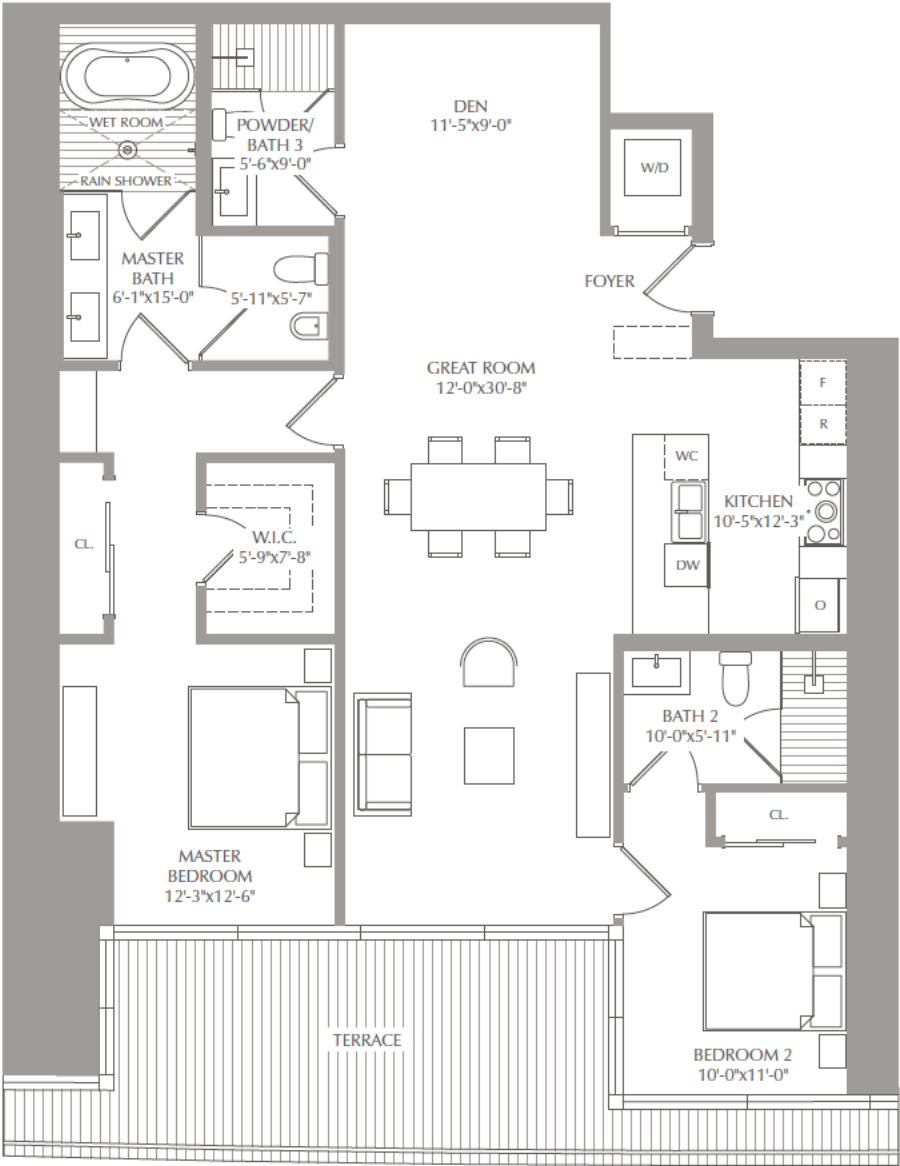 DEN
11'-5"x9'-0"
WET ROOM
POWDER/
BATH 3
5'-6"x9'-0"
W/D
RAIN SHOWER
MASTER
BATH
6'-1"x15'-0"
5'-11"x5'-7"
FOYER
GREAT ROOM
12'-0"x30'-8"
F
R
WC
KITCHEN
10'-5"x12'-3"
CL.
W.I.C.
5'-9"x7'-8"
DW
O
BATH 2
10'-0"x5'-11"
CL.
MASTER
BEDROOM
12'-3"x12'-6"
TERRACE
BEDROOM 2
10'-0"x11'-0"